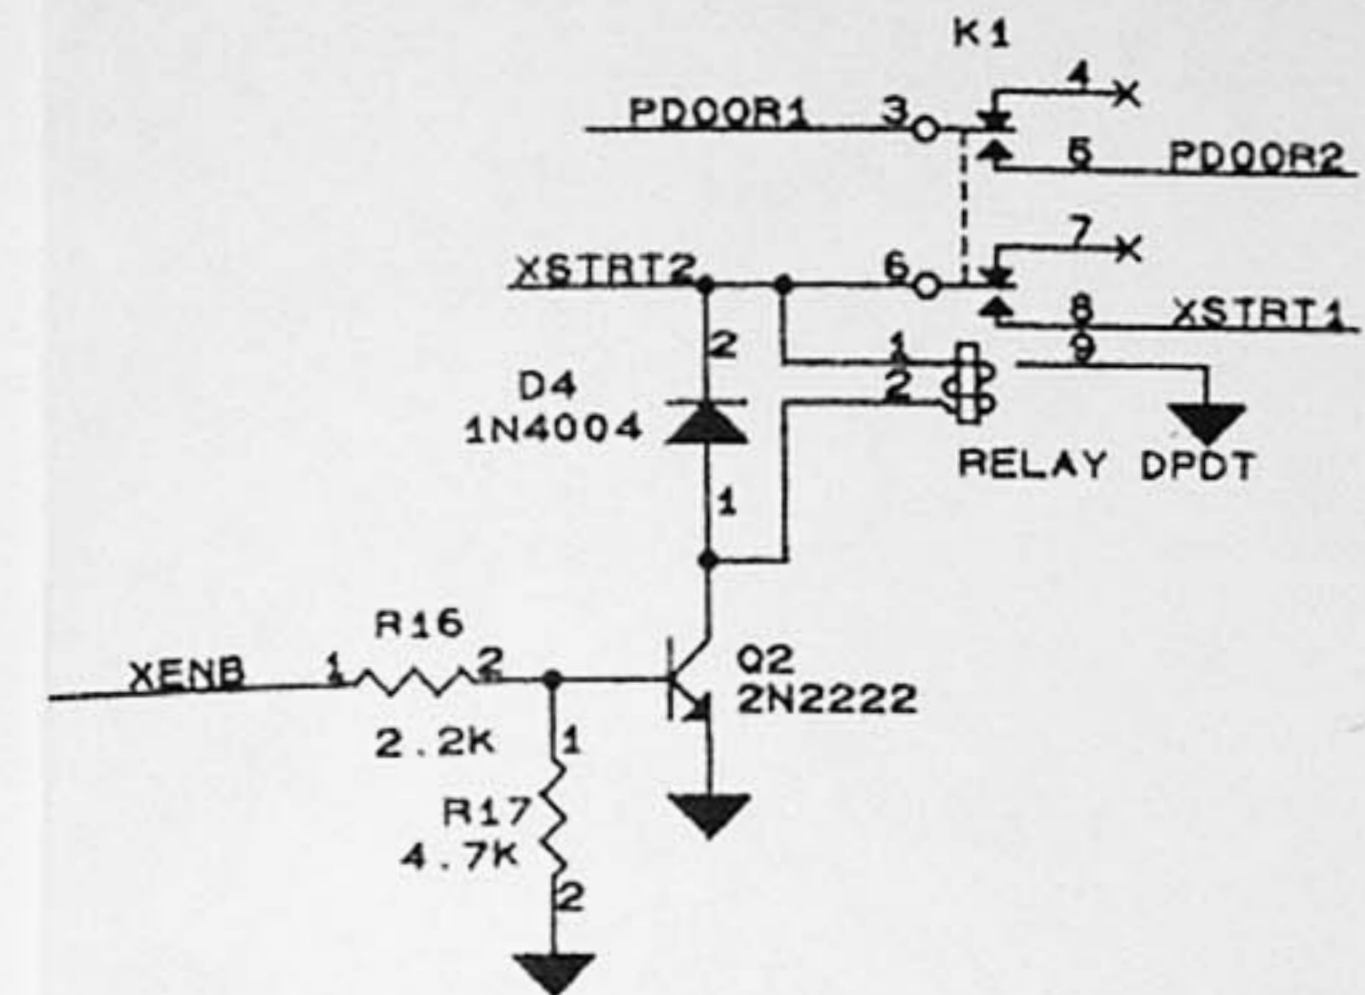 K1
4
PDOOR1 3
5 PDOOR2
7
XSTRT2 6
8 XSTRT1
2 1 9
D4 2
1N4004
RELAY DPDT
1
R16
XENB 1 2 Q2
2N2222
2.2K 1
R17
4.7K
2